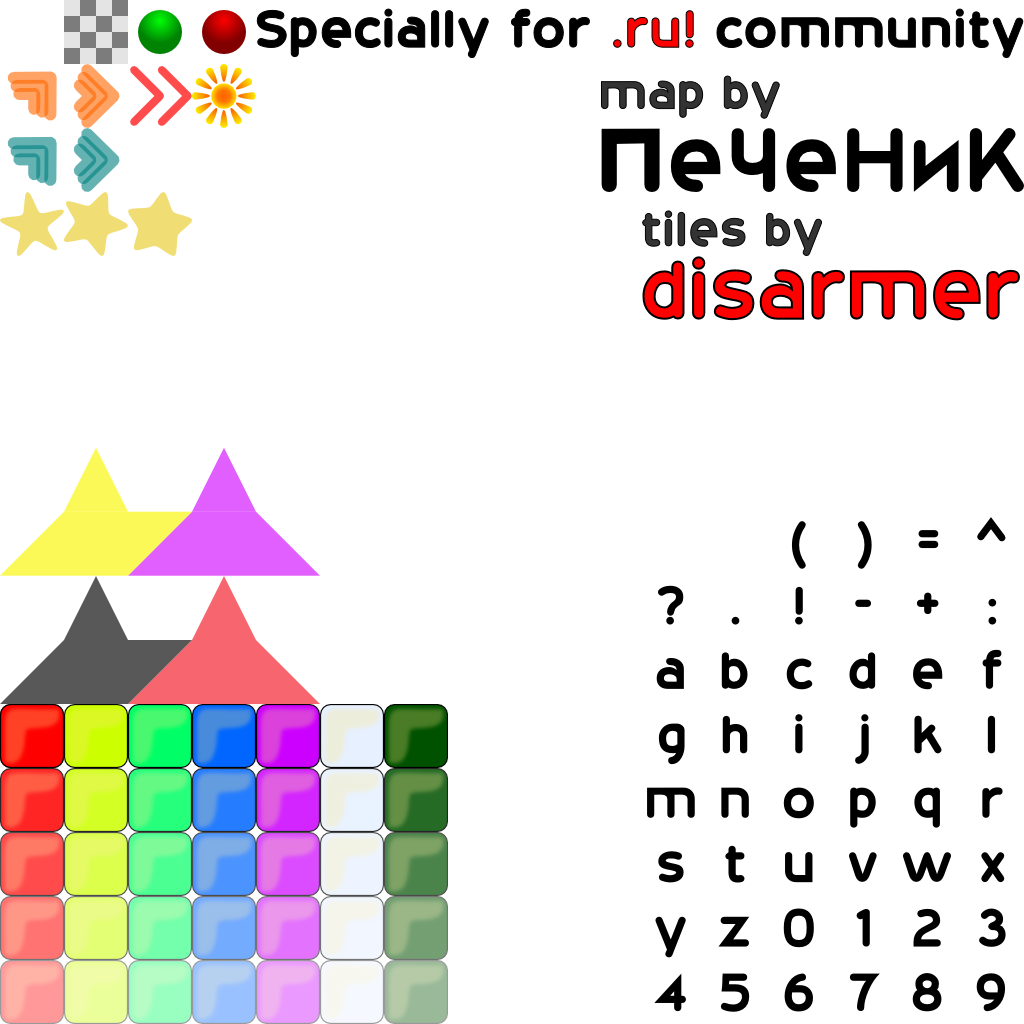 Specially for .ru! community
map by
ПеЧеНиК
tiles by
disarmer
( ) = ^
? . ! - + :
a b c d e f
g h i j k l
m n o p q r
s t u v w x
y z 0 1 2 3
4 5 6 7 8 9